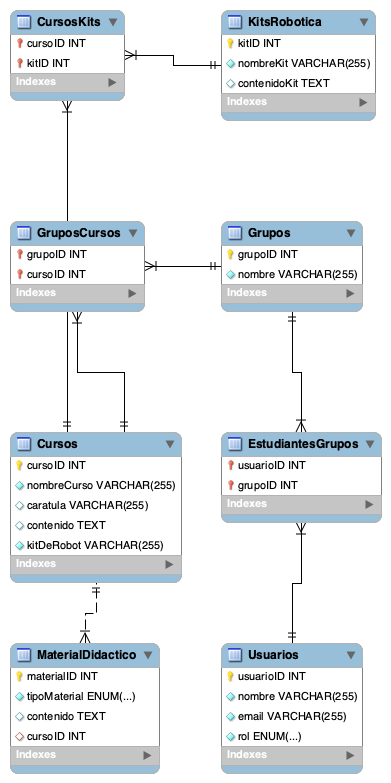 CursosKits
cursoID INT
kitID INT
Indexes
KitsRobotica
kitID INT
nombreKit VARCHAR(255)
contenidoKit TEXT
Indexes
GruposCursos
grupoID INT
cursoID INT
Indexes
Grupos
grupoID INT
nombre VARCHAR(255)
Indexes
Cursos
cursoID INT
nombreCurso VARCHAR(255)
caratula VARCHAR(255)
contenido TEXT
kitDeRobot VARCHAR(255)
Indexes
EstudiantesGrupos
usuarioID INT
grupoID INT
Indexes
MaterialDidactico
materialID INT
tipoMaterial ENUM(...)
contenido TEXT
cursoID INT
Indexes
Usuarios
usuarioID INT
nombre VARCHAR(255)
email VARCHAR(255)
rol ENUM(...)
Indexes